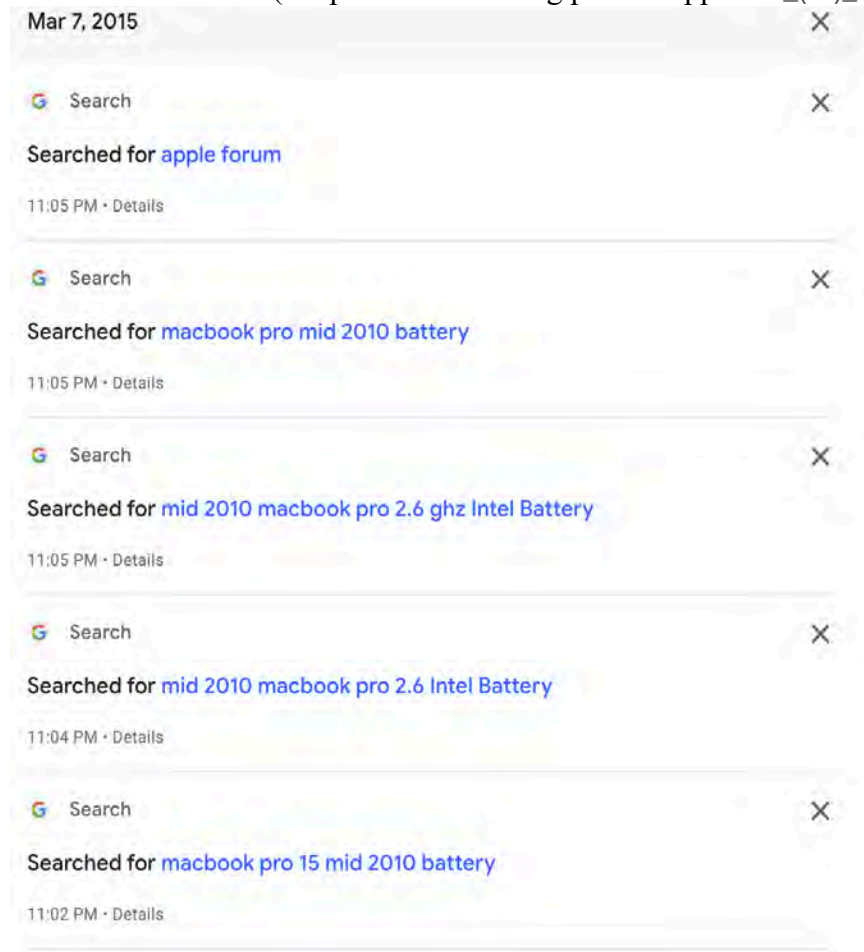 Mar 7, 2015
Search
Searched for apple forum
11:05 PM • Details
Search
Searched for macbook pro mid 2010 battery
11:05 PM • Details
Search
Searched for mid 2010 macbook pro 2.6 ghz Intel Battery
11:05 PM • Details
Search
Searched for mid 2010 macbook pro 2.6 Intel Battery
11:04 PM • Details
Search
Searched for macbook pro 15 mid 2010 battery
11:02 PM • Details